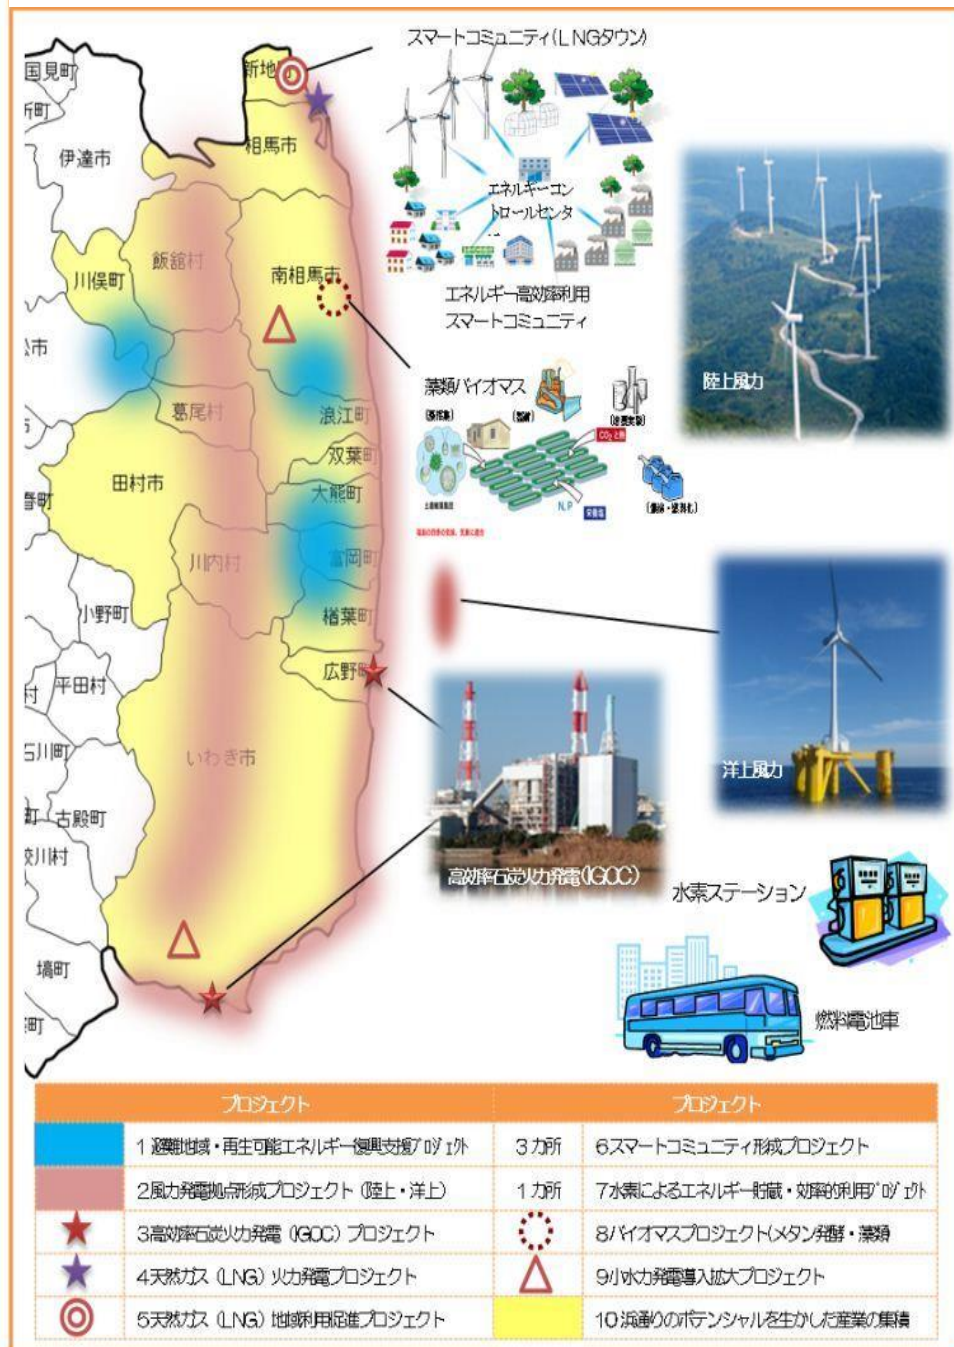 スマートコミュニティ(LNGタウン)
国見町
新地町
伊達市
相馬市
エネルギーコン
トロールセンタ
飯舘村
川俣町
南相馬市
エネルギー高効率利用
スマートコミュニティ
陸上風力
藻類バイオマス
CO₂と熱
N.P
栄養塩
葛尾村
浪江町
双葉町
田村市
大熊町
川内村
富岡町
小野町
楢葉町
広野町
平田村
石川町
いわき市
洋上風力
古殿町
鮫川村
高効率石炭火力発電(IGCC)
水素ステーション
塙町
燃料電池車
プロジェクト
プロジェクト
1 避難地域・再生可能エネルギー復興支援プロジェクト
3カ所
6スマートコミュニティ形成プロジェクト
2風力発電拠点形成プロジェクト(陸上・洋上)
1カ所
7水素によるエネルギー貯蔵・効率的利用プロジェクト
3高効率石炭火力発電(IGCC)プロジェクト
8バイオマスプロジェクト(メタン発酵・藻類
4天然ガス(LNG)火力発電プロジェクト
9小水力発電導入拡大プロジェクト
5天然ガス(LNG)地域利用促進プロジェクト
10浜通りのポテンシャルを生かした産業の集積